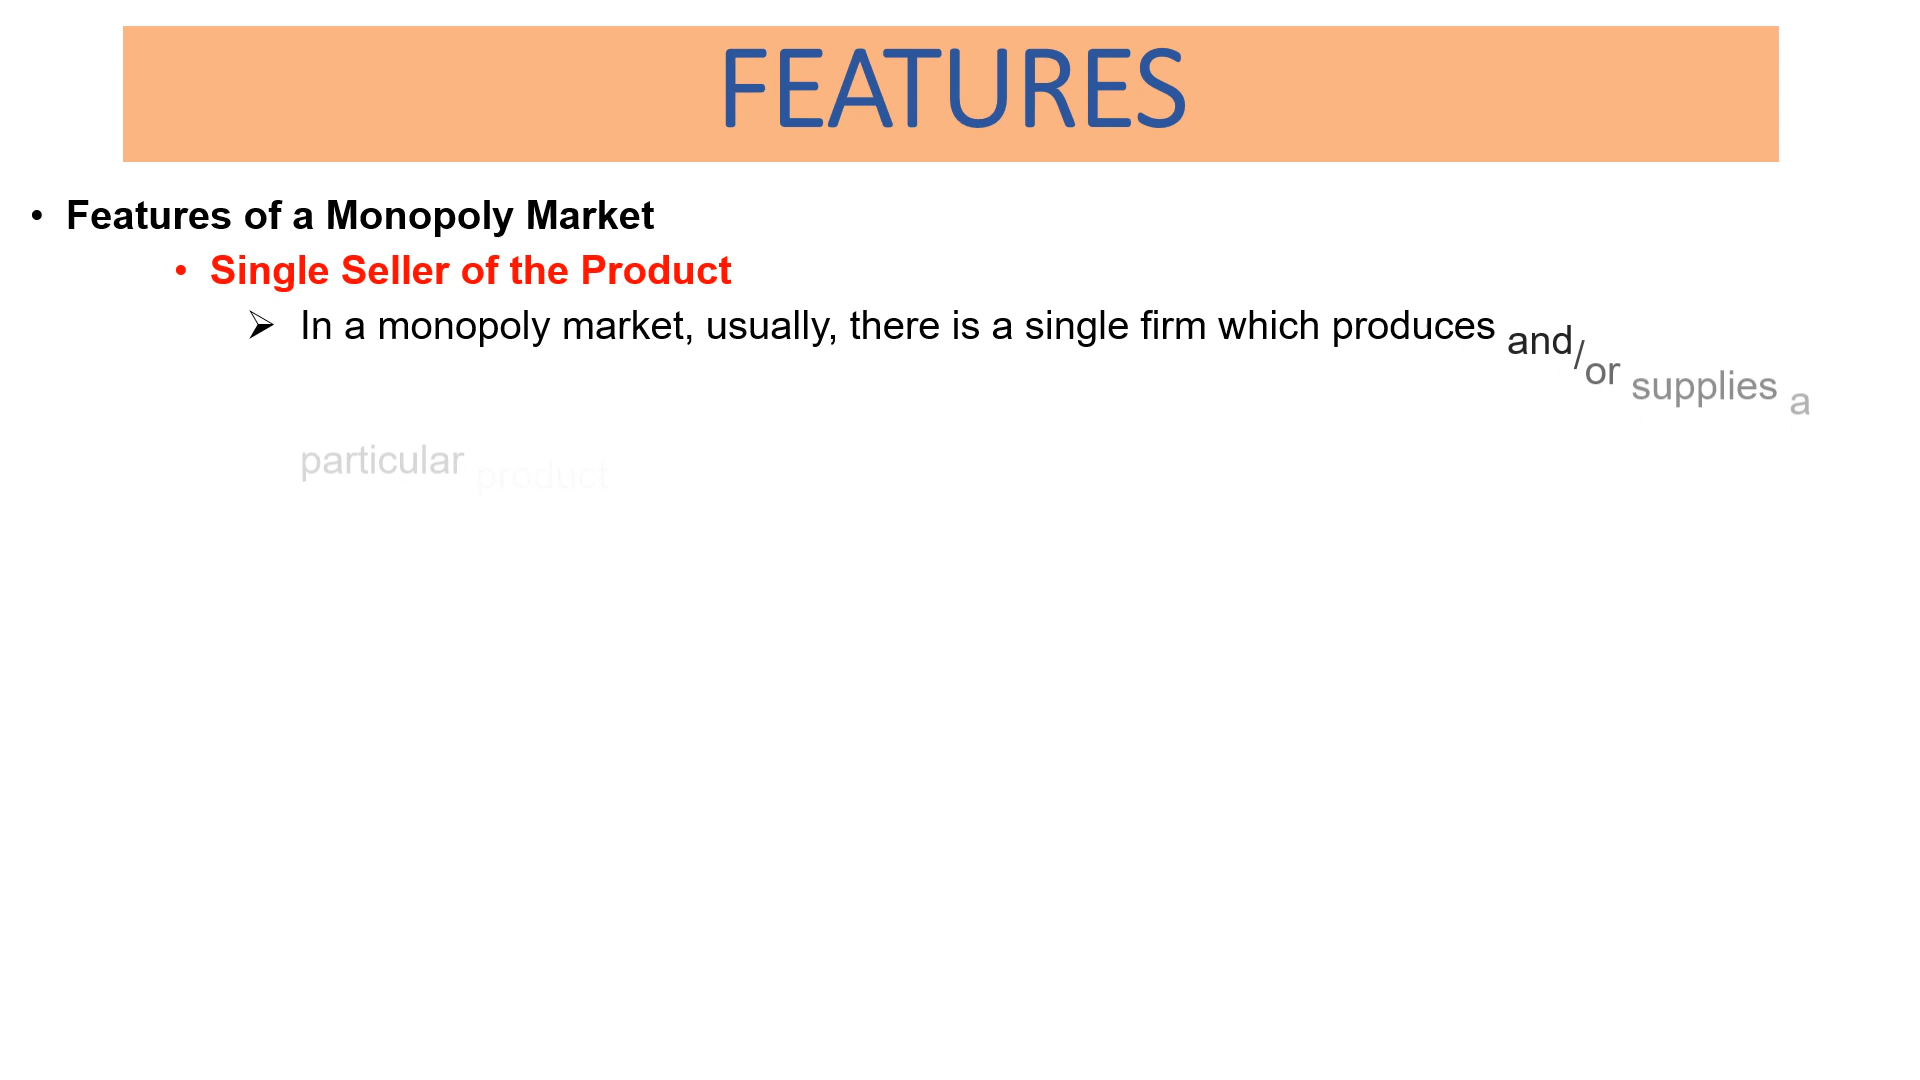 FEATURES
• Features of a Monopoly Market
• Single Seller of the Product
➢ In a monopoly market, usually, there is a single firm which produces and/or supplies a
particular product